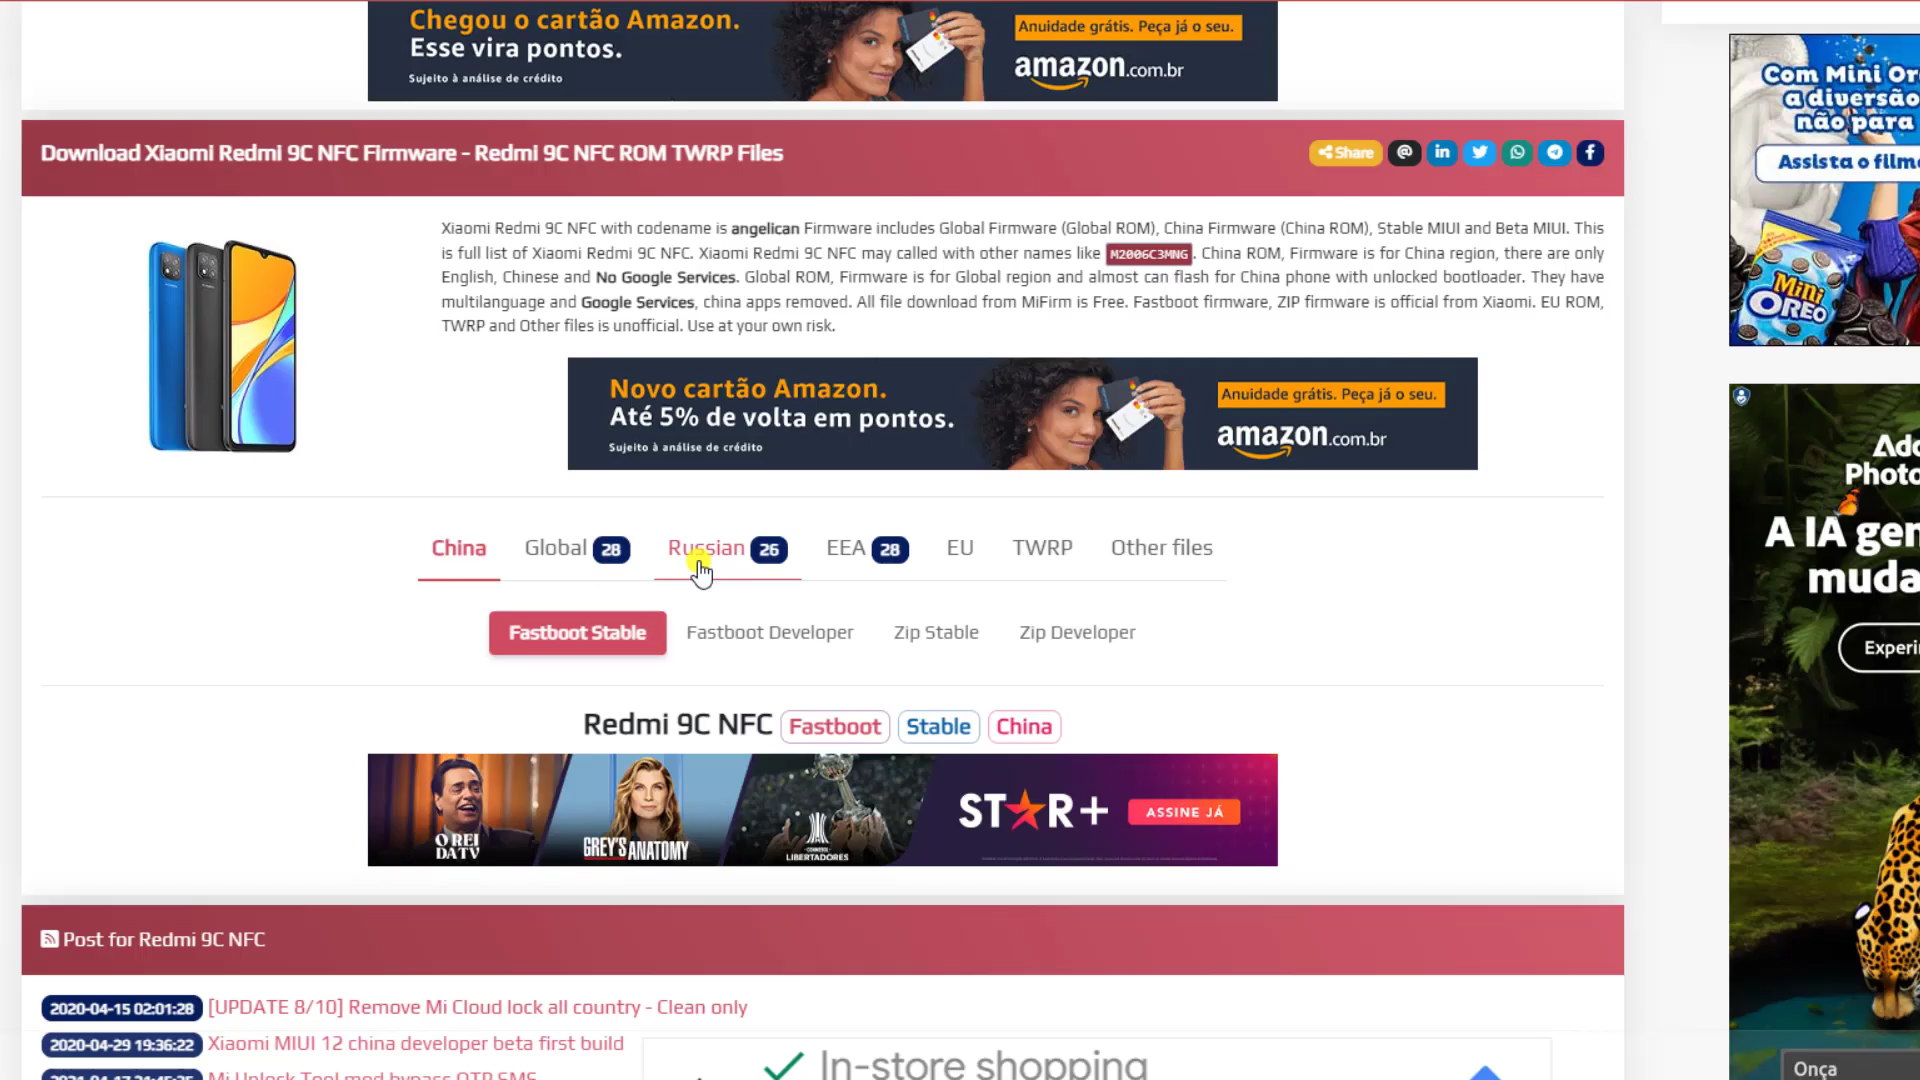 Chegou o cartão Amazon.
Esse vira pontos.
Sujeito à análise de crédito
Anuidade grátis. Peça já o seu.
amazon.com.br
Com Mini Or
a diversão
não para
Assista o film
Mini
OREO
Download Xiaomi Redmi 9C NFC Firmware - Redmi 9C NFC ROM TWRP Files
Share
Xiaomi Redmi 9C NFC with codename is angelican Firmware includes Global Firmware (Global ROM), China Firmware (China ROM), Stable MIUI and Beta MIUI. This
is full list of Xiaomi Redmi 9C NFC. Xiaomi Redmi 9C NFC may called with other names like M2006C3MNG. China ROM, Firmware is for China region, there are only
English, Chinese and No Google Services. Global ROM, Firmware is for Global region and almost can flash for China phone with unlocked bootloader. They have
multilanguage and Google Services, china apps removed. All file download from MiFirm is Free. Fastboot firmware, ZIP firmware is official from Xiaomi. EU ROM,
TWRP and Other files is unofficial. Use at your own risk.
Novo cartão Amazon.
Até 5% de volta em pontos.
Sujeito à análise de crédito
Anuidade grátis. Peça já o seu.
amazon.com.br
Ado
Photo
A IA gen
muda
Experi
China Global 28 Russian 26 EEA 28 EU TWRP Other files
Fastboot Stable Fastboot Developer Zip Stable Zip Developer
Redmi 9C NFC Fastboot Stable China
O REI
DA TV
GREY'S ANATOMY
LIBERTADORES
STAR+
ASSINE JÁ
Post for Redmi 9C NFC
2020-04-15 02:01:28 [UPDATE 8/10] Remove Mi Cloud lock all country - Clean only
2020-04-29 19:36:22 Xiaomi MIUI 12 china developer beta first build
Mi Unlock Tool mod bypass OTP SMS
In-store shopping
Onça